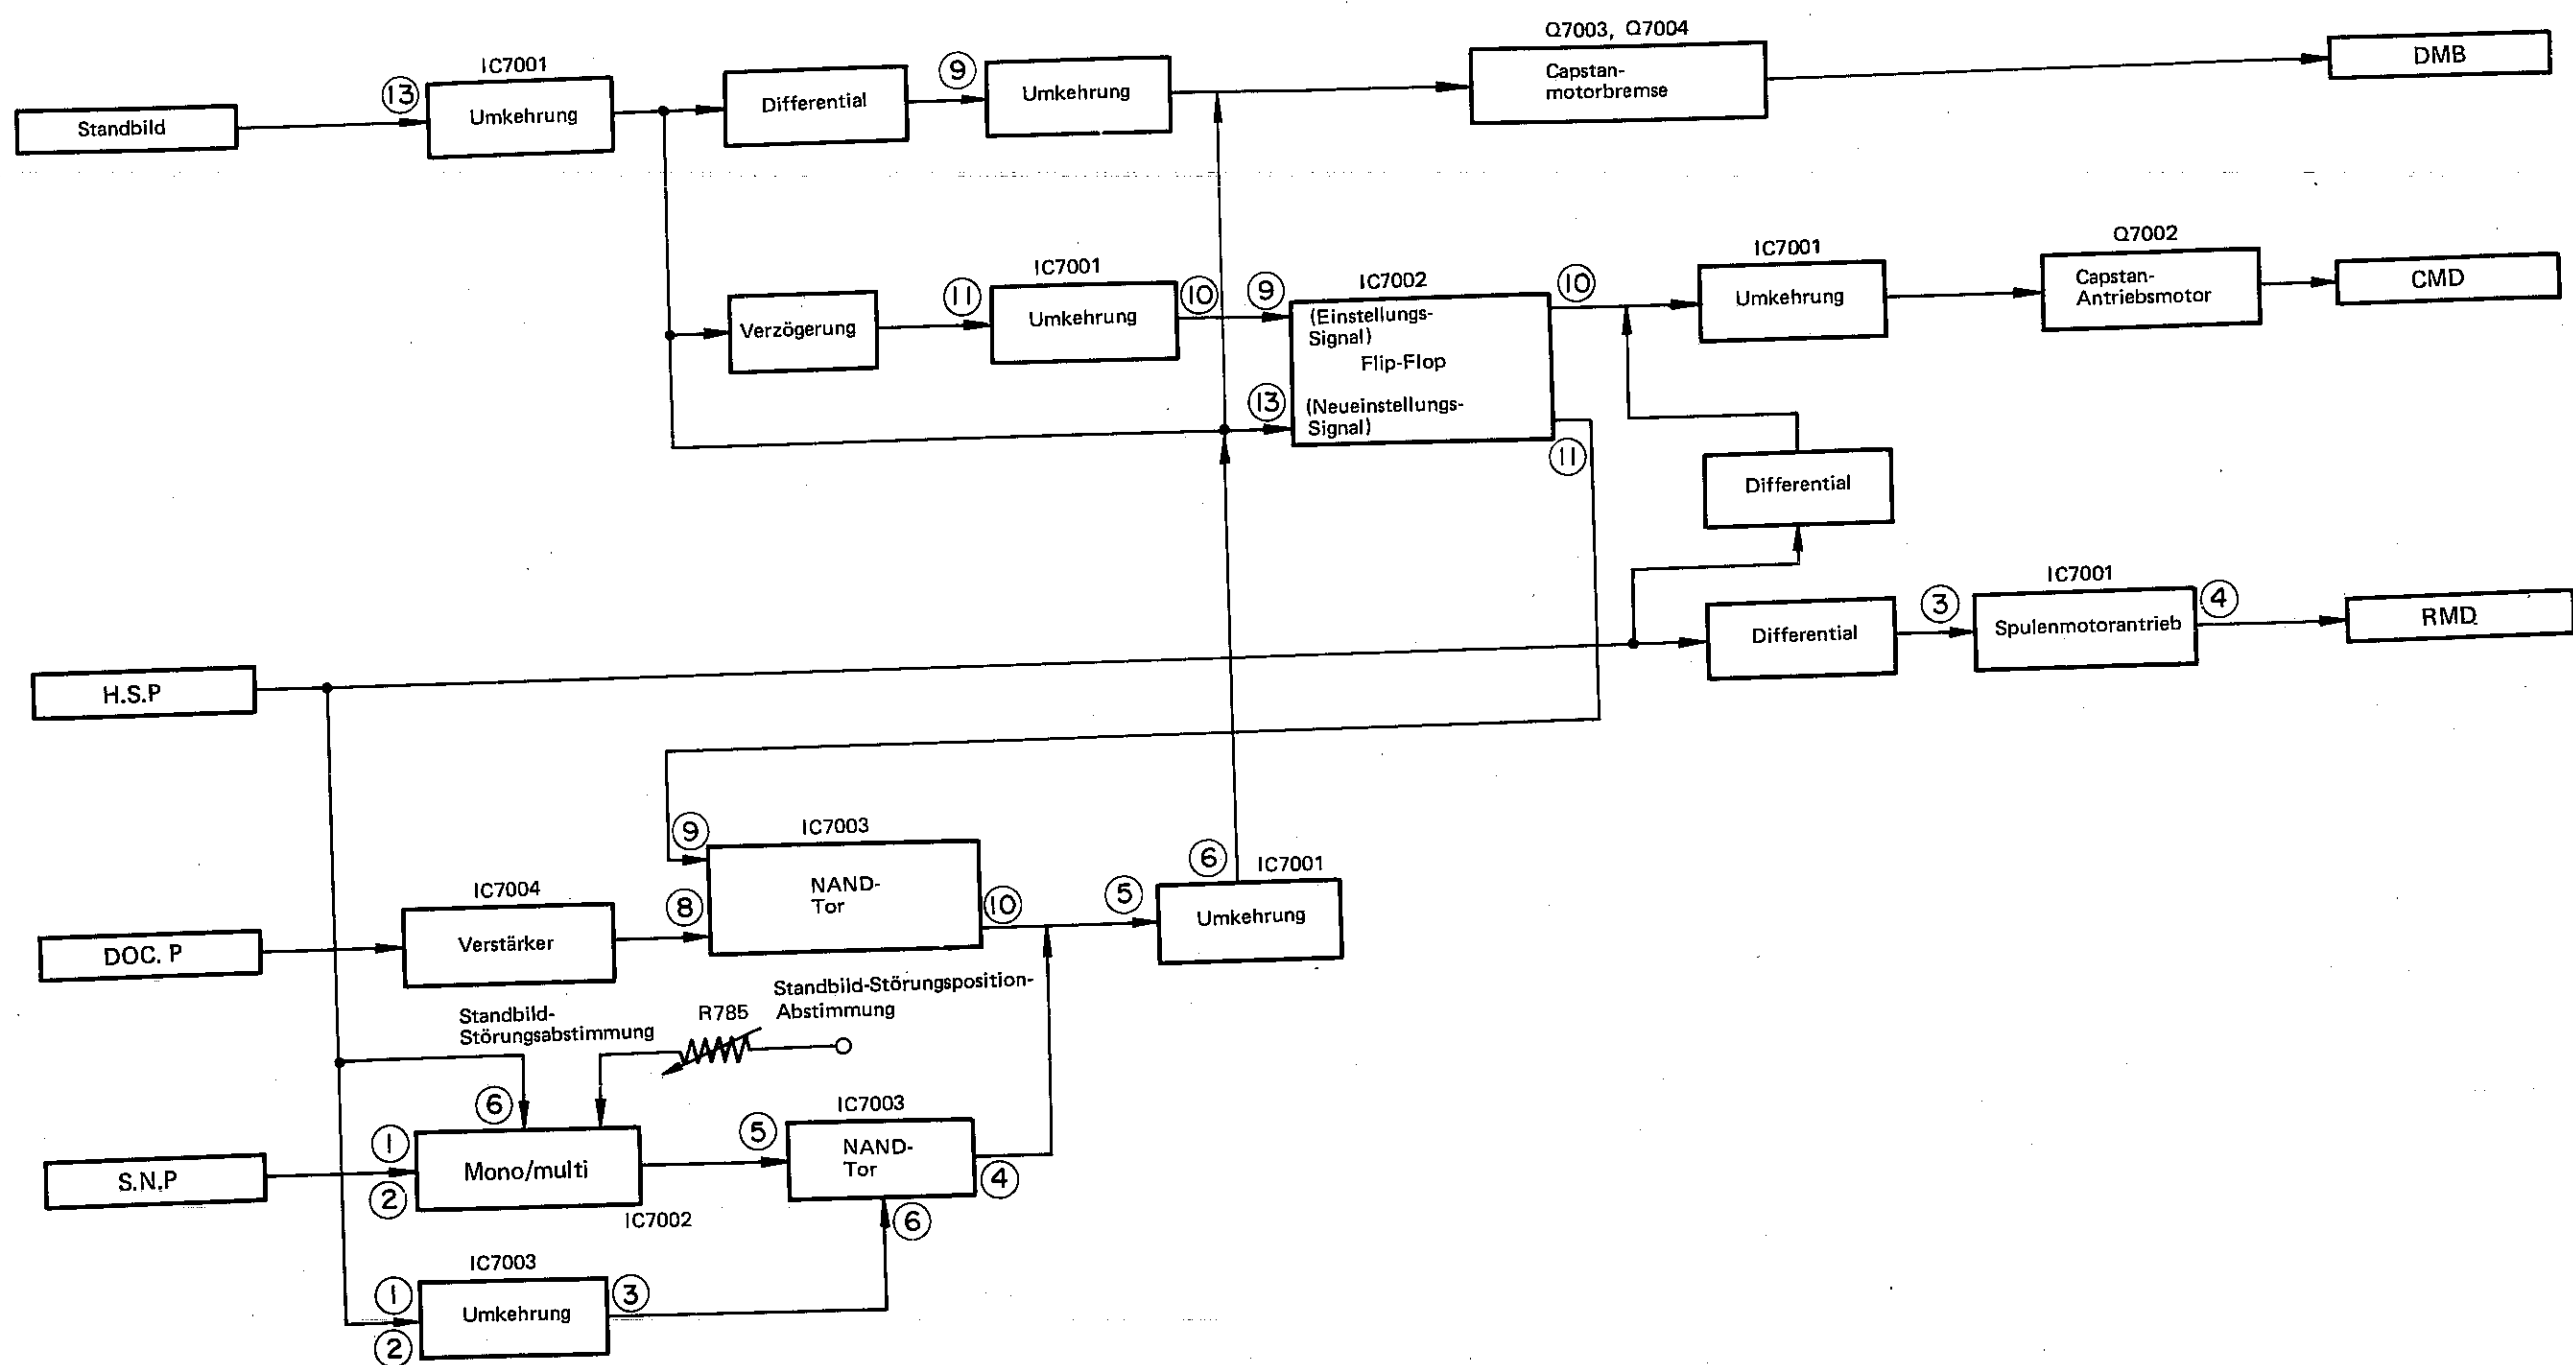 Q7003, Q7004
DMB
IC7001
Capstan-
motorbremse
⑬
Umkehrung
Differential
⑨
Umkehrung
Standbild
Q7002
IC7001
IC7001
IC7002
Capstan-
Antriebsmotor
CMD
Verzögerung
⑪
Umkehrung
⑩
⑨
(Einstellungs-
Signal)
Flip-Flop
⑬
(Neueinstellungs-
Signal)
⑩
⑪
Umkehrung
Differential
IC7001
Differential
③
Spulenmotorantrieb
④
RMD
H.S.P
IC7003
⑨
NAND-
Tor
⑧
⑩
IC7004
Verstärker
DOC. P
⑤
⑥
IC7001
Umkehrung
Standbild-Störungsposition-
Abstimmung
R785
Standbild-
Störungsabstimmung
⑥
①
②
Mono/multi
IC7002
S.N.P
IC7003
⑤
NAND-
Tor
④
⑥
IC7003
①
②
Umkehrung
③